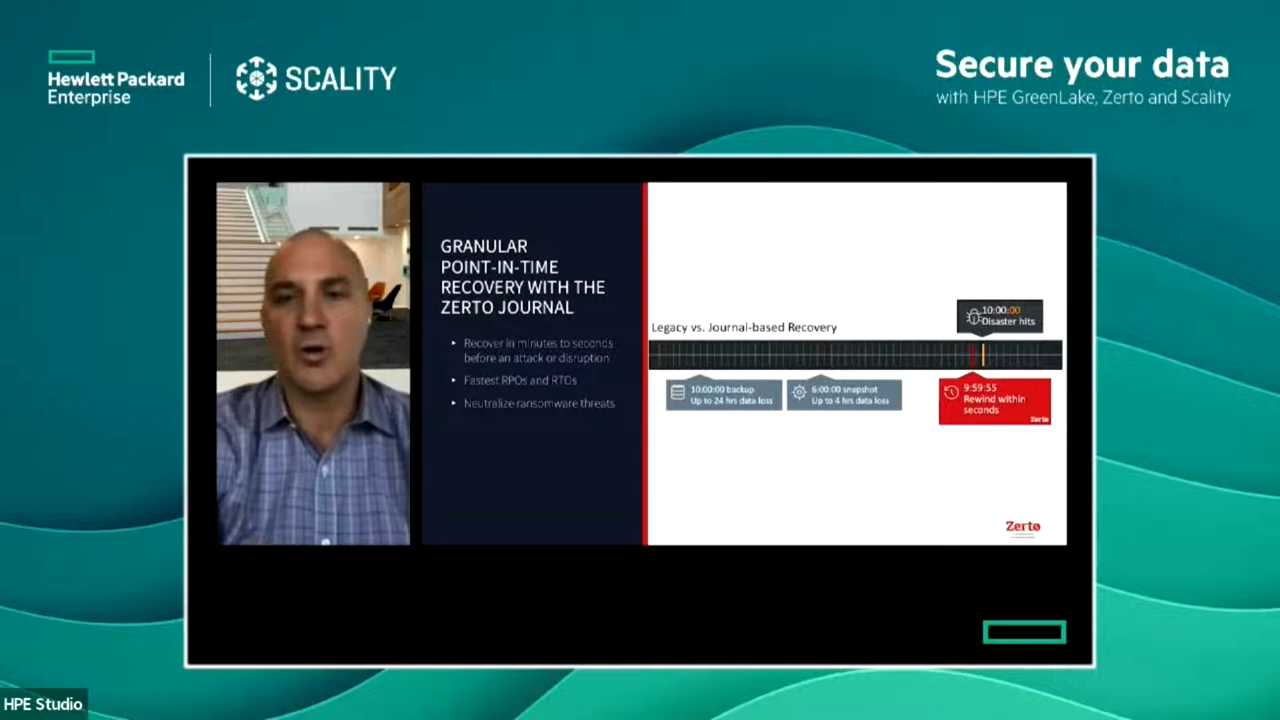 Hewlett Packard
Enterprise
SCALITY
Secure your data
with HPE GreenLake, Zerto and Scality
GRANULAR
POINT-IN-TIME
RECOVERY WITH THE
ZERTO JOURNAL
▸ Recover in minutes to seconds
before an attack or disruption
▸ Fastest RPOs and RTOs
▸ Neutralize ransomware threats
Legacy vs. Journal-based Recovery
10:00:00
Disaster hits
10:00:00 backup
Up to 24 hrs data loss
6:00:00 snapshot
Up to 4 hrs data loss
9:59:55
Rewind within
seconds
Zerto
Zerto
HPE Studio